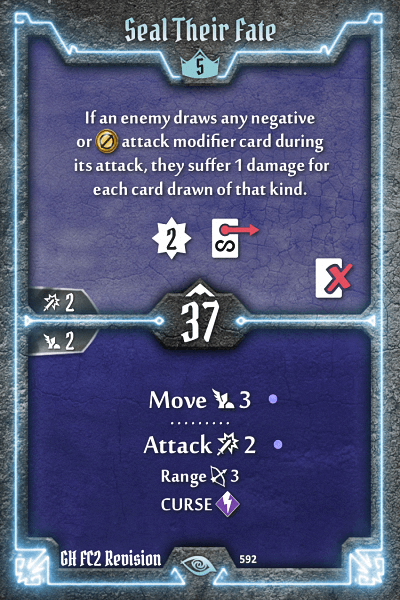 Seal Their Fate
5
If an enemy draws any negative
or attack modifier card during
its attack, they suffer 1 damage for
each card drawn of that kind.
2
2
37
2
Move 3
Attack 2
Range 3
CURSE
GH FC2 Revision
592